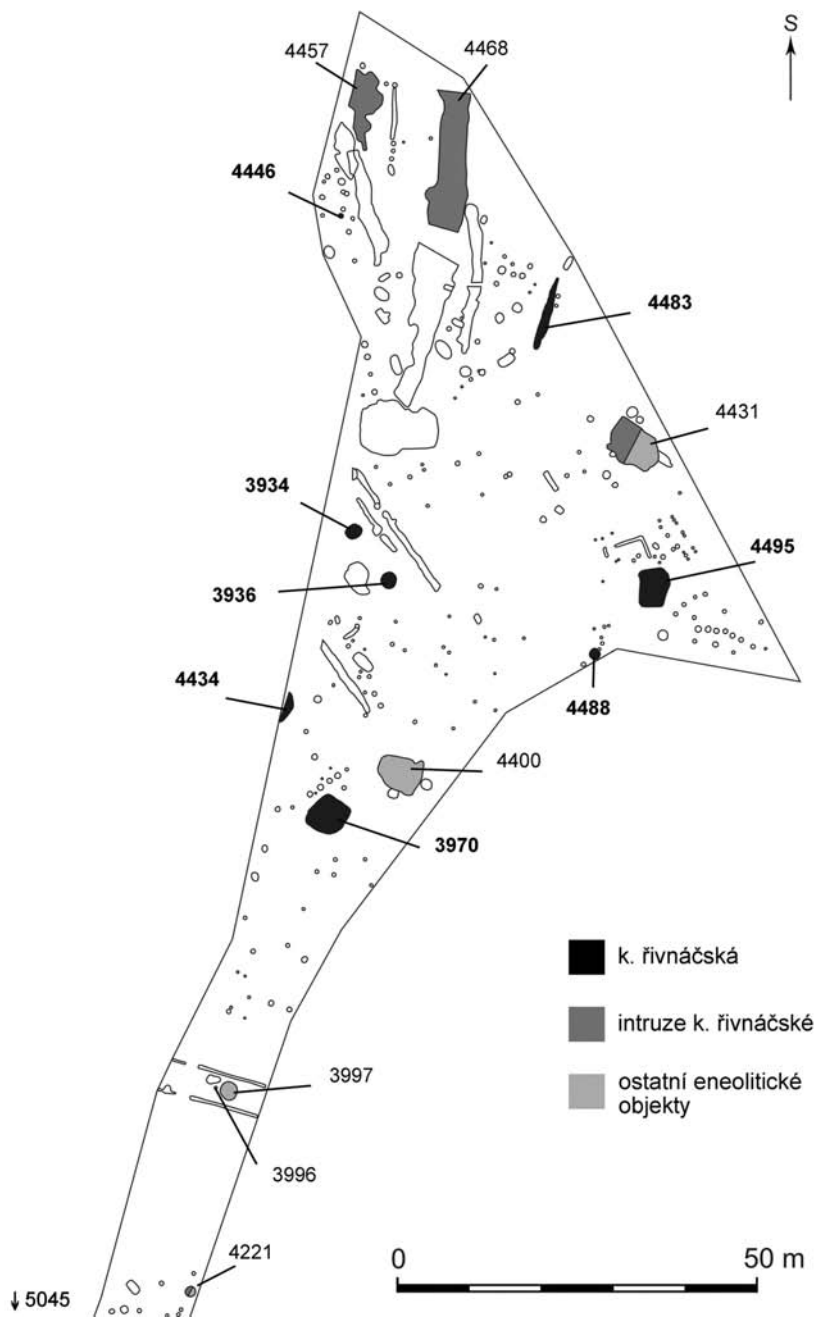 4457
4468
S
4446
4483
4431
3934
4495
3936
4434
4488
4400
3970
k. řivnáčská
intruze k. řivnáčské
ostatní eneolitické
objekty
3997
3996
4221
0
50 m
↓ 5045